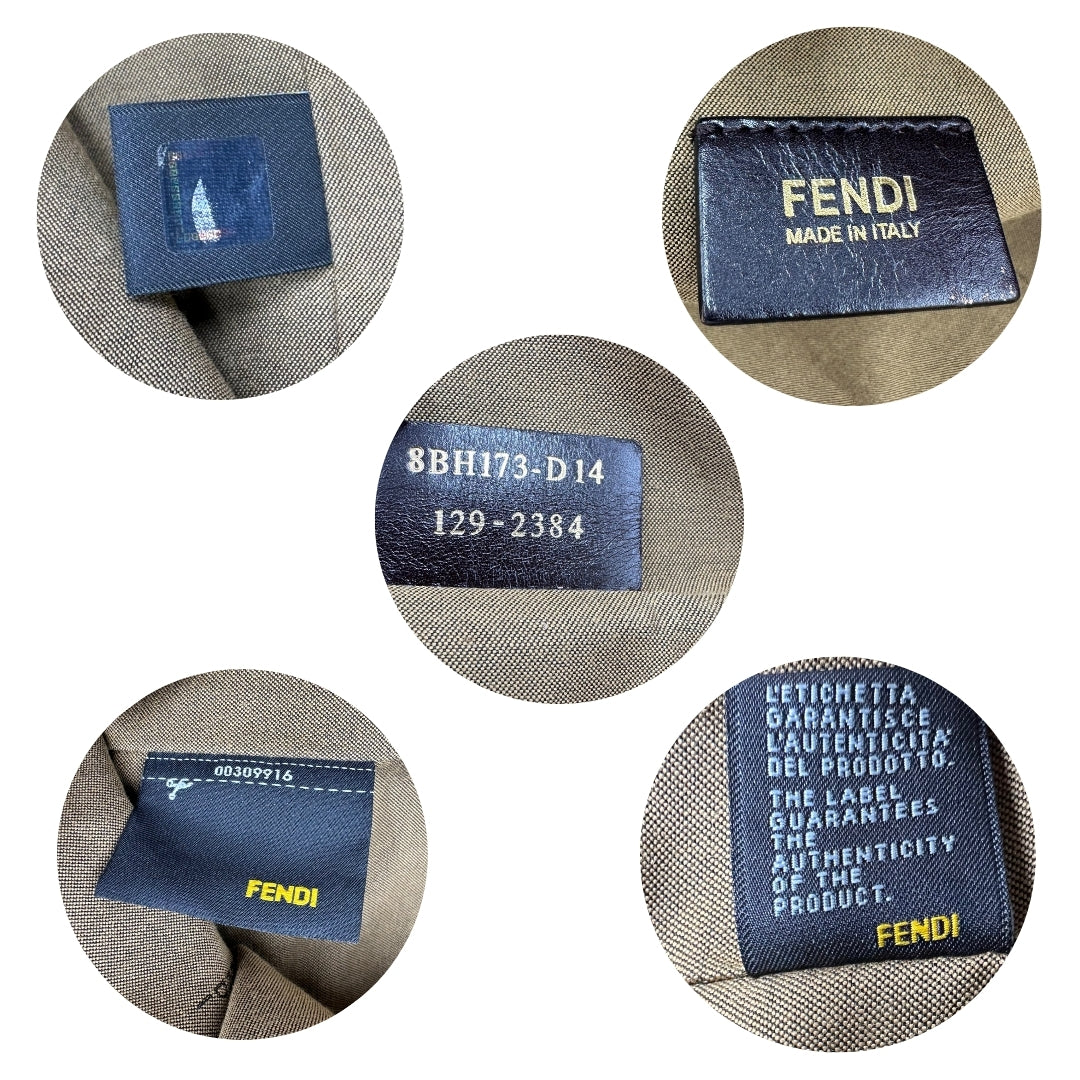 FENDI
MADE IN ITALY
8BH173-D14
129-2384
00309916
FENDI
L'ETICHETTA
GARANTISCE
L'AUTENTICITA'
DEL PRODOTTO.
THE LABEL
GUARANTEES
THE
AUTHENTICITY
OF THE
PRODUCT.
FENDI